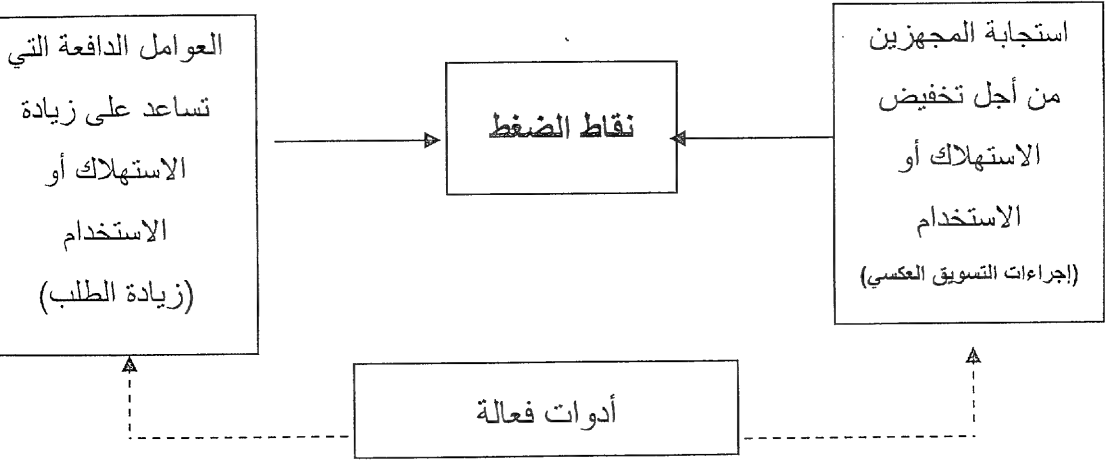 استجابة المجهزين
من أجل تخفيض
الاستهلاك أو
الاستخدام
(إجراءات التسويق العكسي)
نقاط الضغط
العوامل الدافعة التي
تساعد على زيادة
الاستهلاك أو
الاستخدام
(زيادة الطلب)
أدوات فعالة